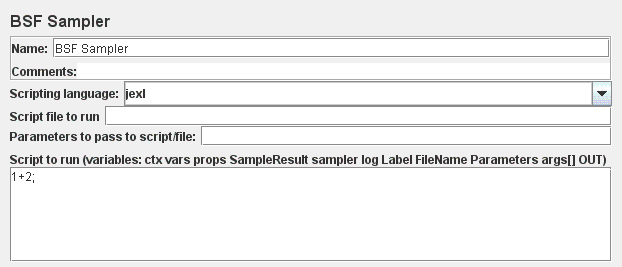 BSF Sampler
Name: BSF Sampler
Comments:
Scripting language: jexl
Script file to run
Parameters to pass to script/file:
Script to run (variables: ctx vars props SampleResult sampler log Label FileName Parameters args[] OUT)
1+2;